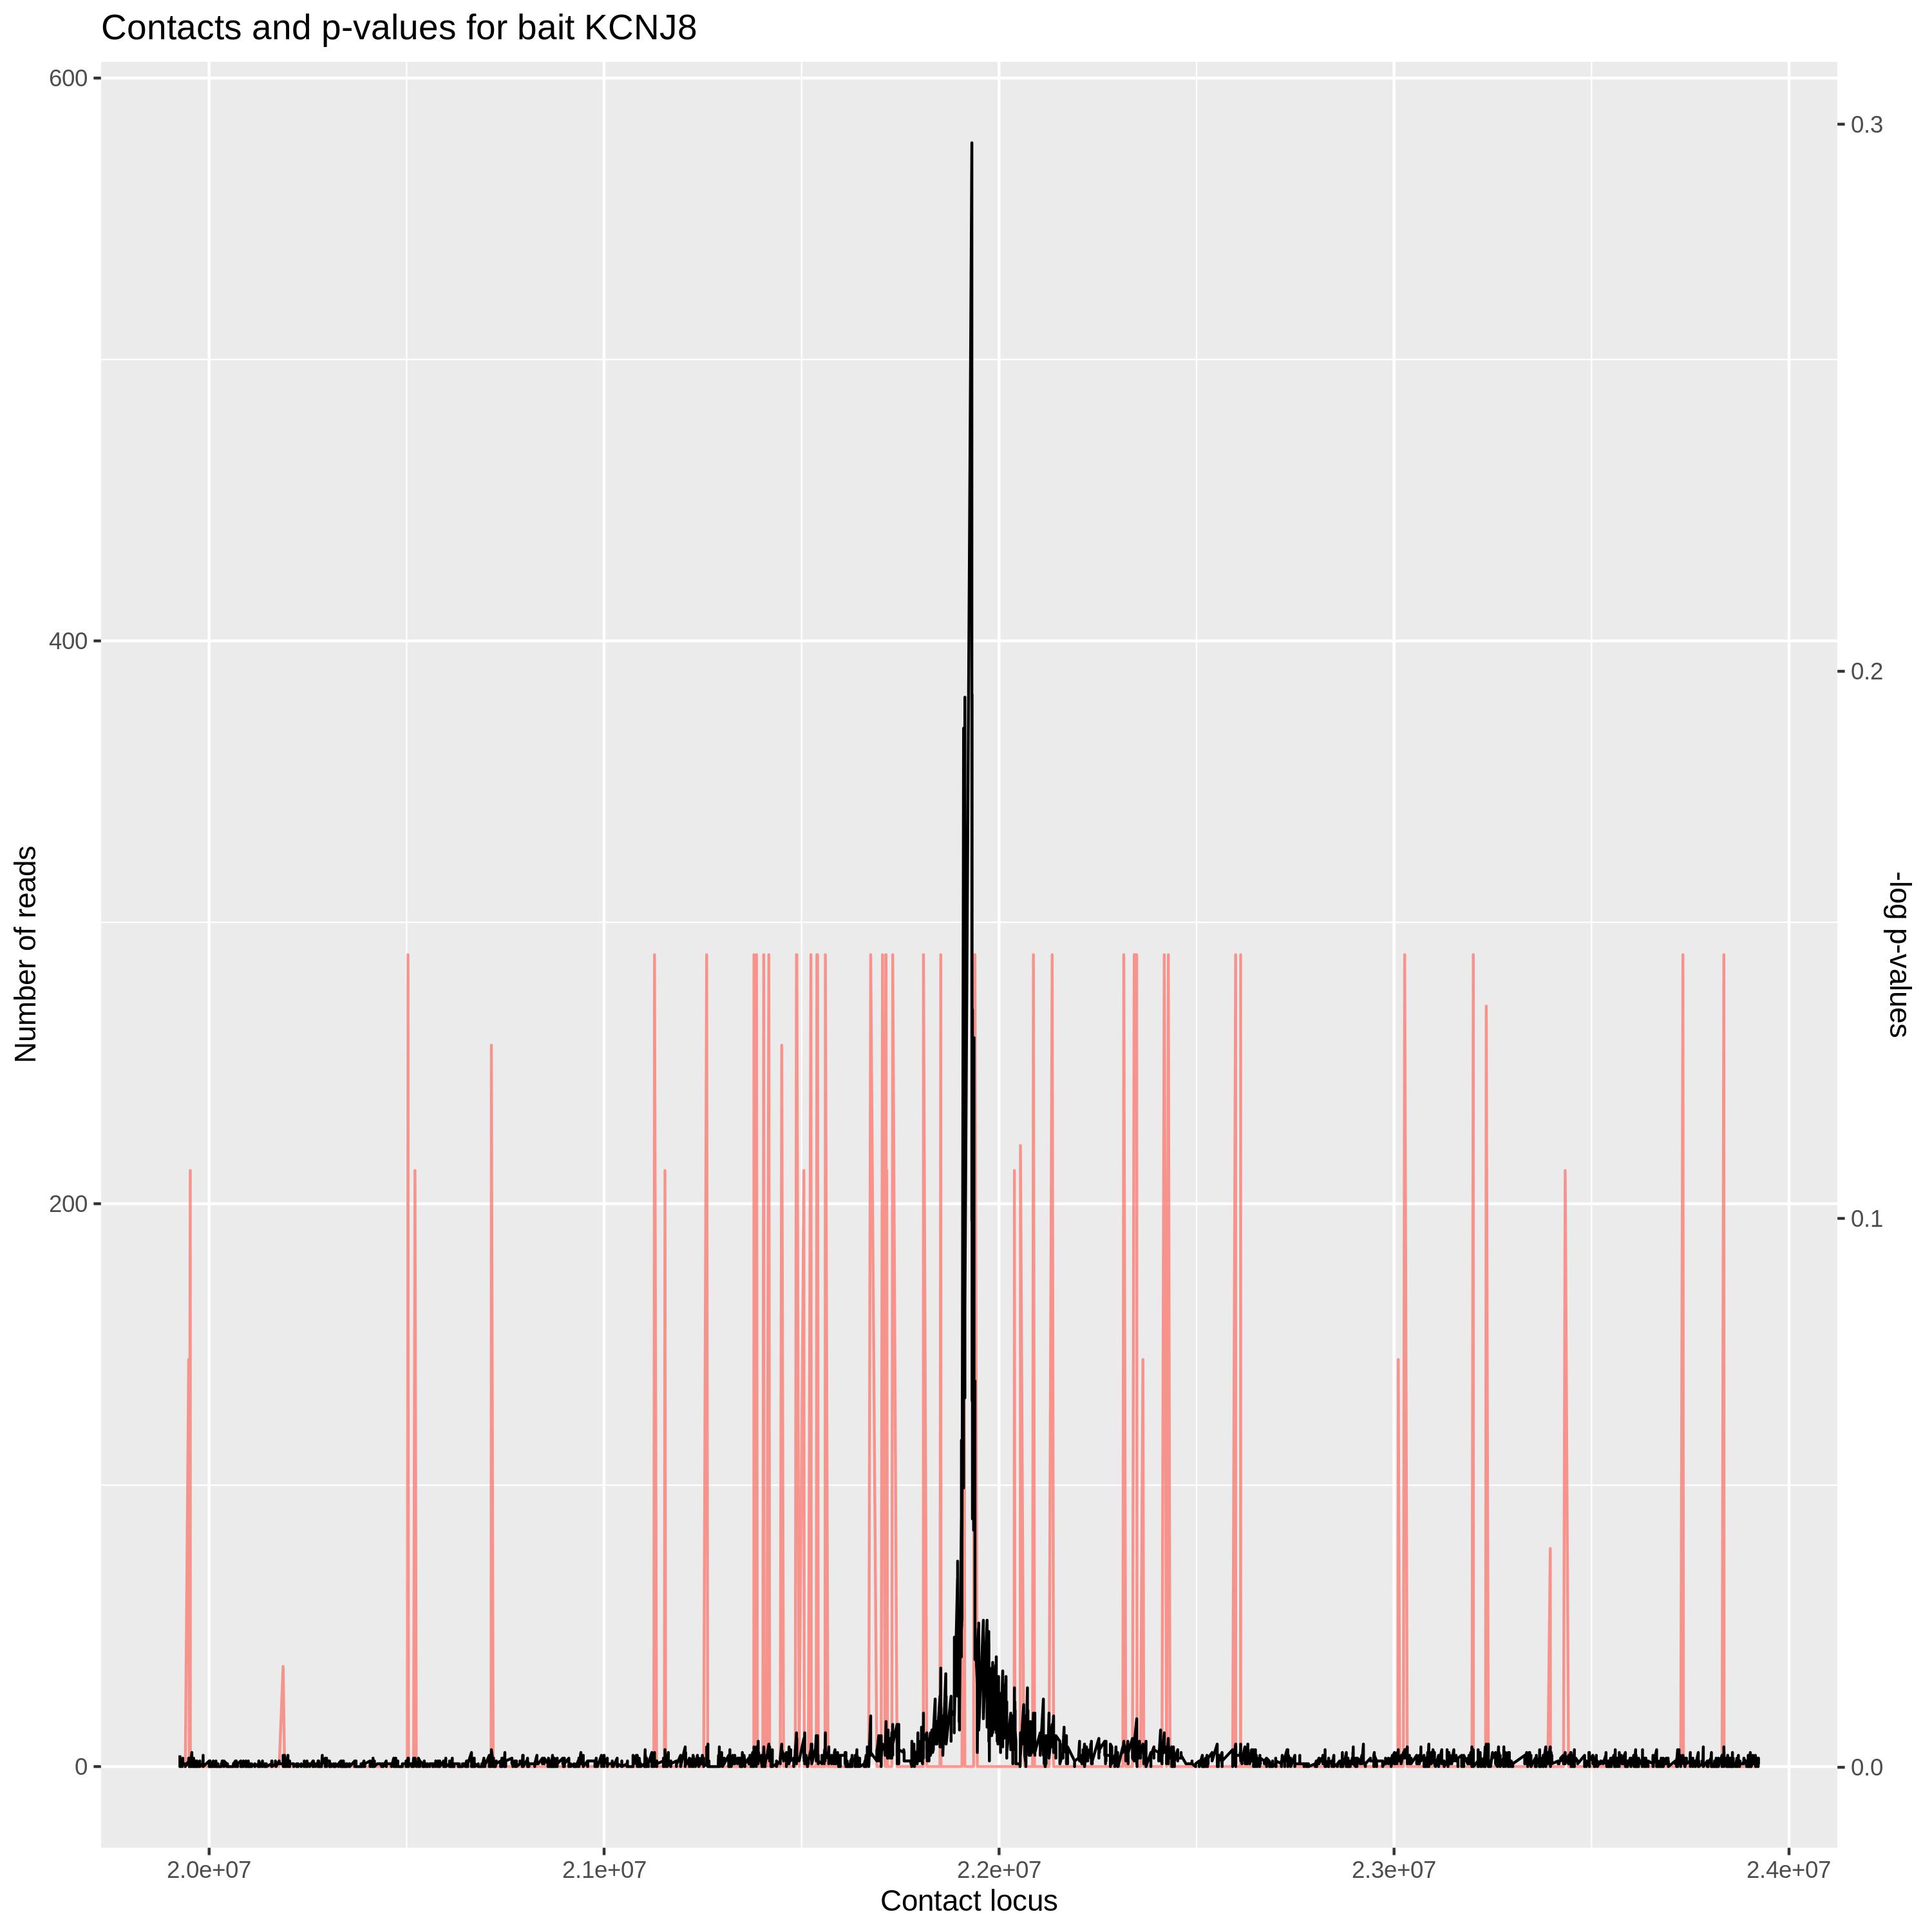 Contacts and p-values for bait KCNJ8
600
400
200
0
Number of reads
0.3
0.2
0.1
0.0
-log p-values
2.0e+07
2.1e+07
2.2e+07
2.3e+07
2.4e+07
Contact locus